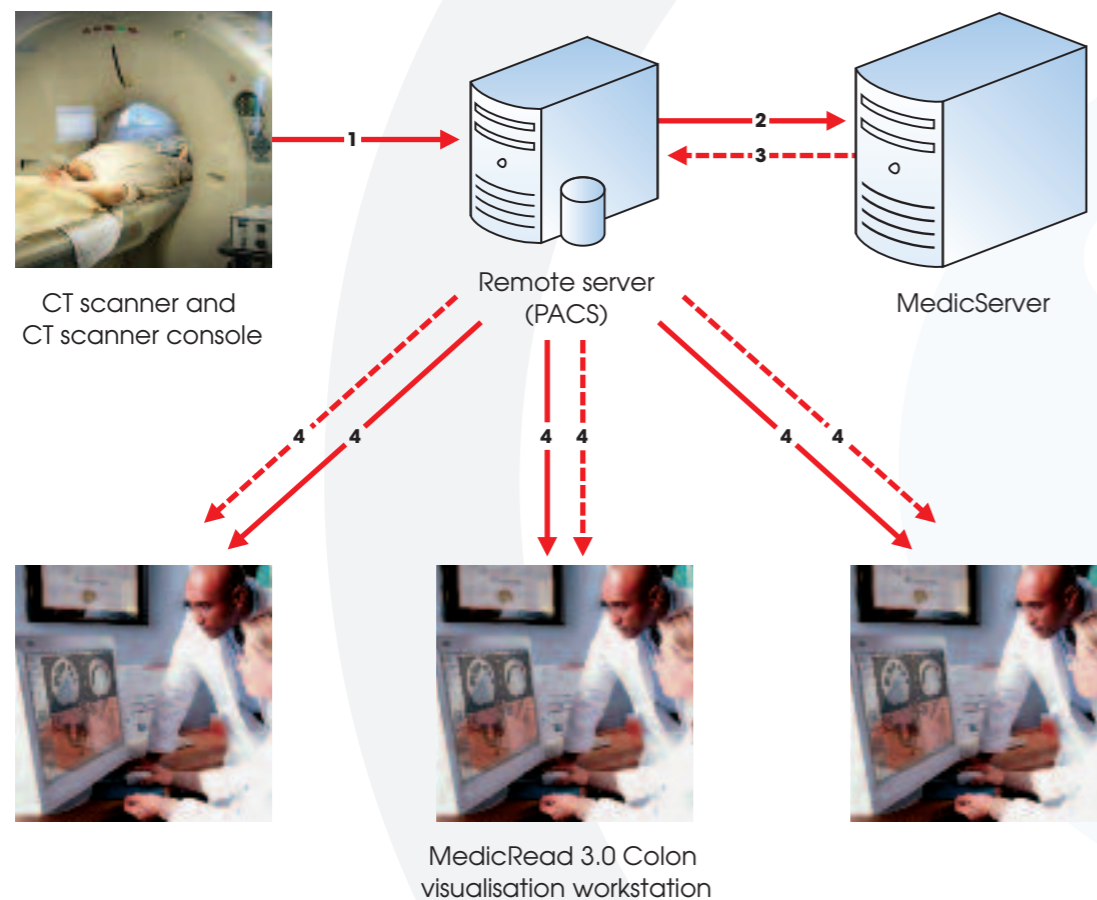 1
2
3
CT scanner and
CT scanner console
Remote server
(PACS)
MedicServer
4
4
4
4
4
4
MedicRead 3.0 Colon
visualisation workstation